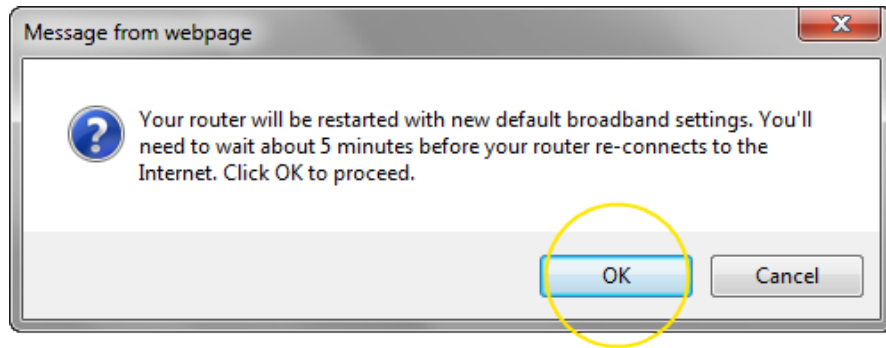 Message from webpage
Your router will be restarted with new default broadband settings. You'll
need to wait about 5 minutes before your router re-connects to the
Internet. Click OK to proceed.
OK
Cancel